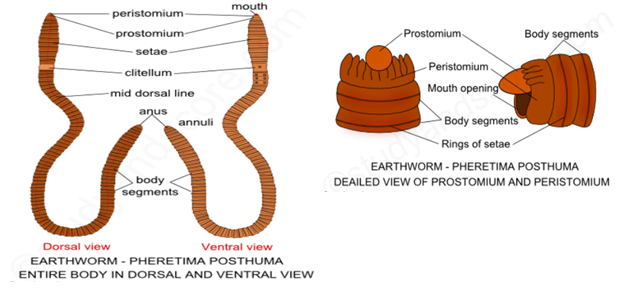 peristomium
mouth
prostomium
setae
clitellum
mid dorsal line
anus
annuli
body
segments
Dorsal view
Ventral view
EARTHWORM - PHERETIMA POSTHUMA
ENTIRE BODY IN DORSAL AND VENTRAL VIEW
Prostomium
Body segments
Peristomium
Mouth opening
Body segments
Rings of setae
EARTHWORM - PHERETIMA POSTHUMA
DEAILED VIEW OF PROSTOMIUM AND PERISTOMIUM